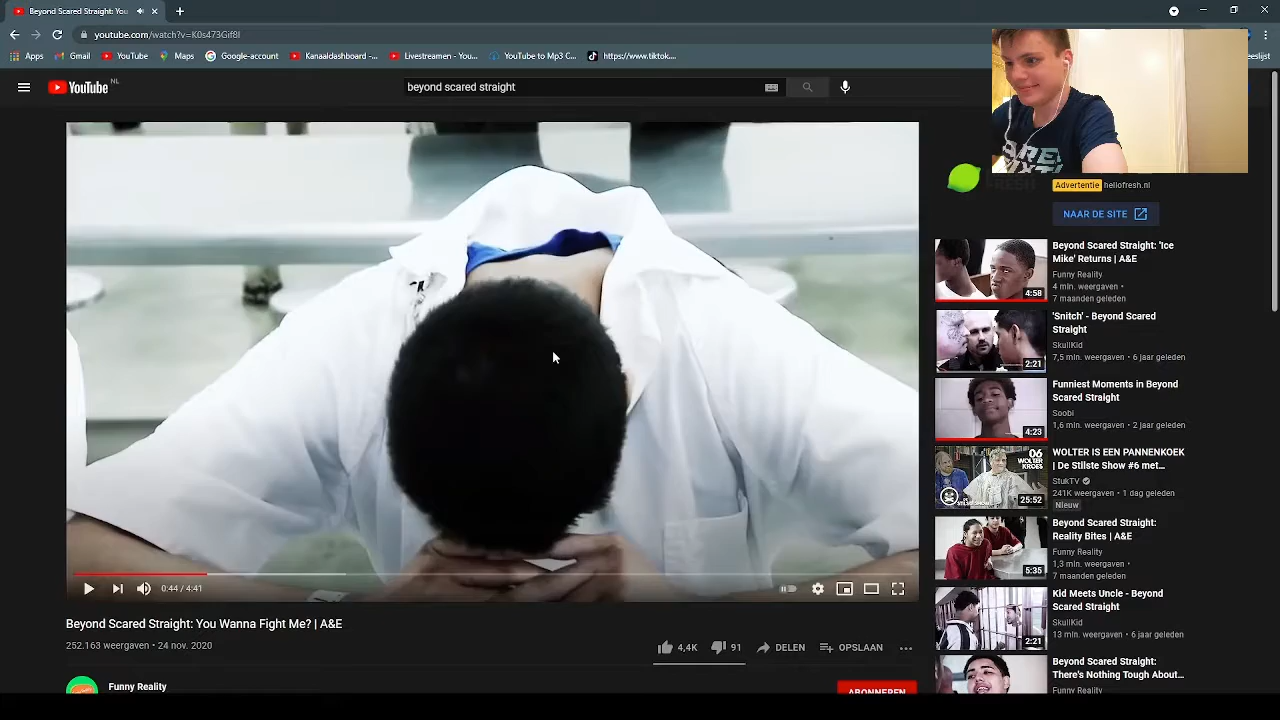 Beyond Scared Straight: You
youtube.com/watch?v=K0s473Gif8I
Apps
Gmail
YouTube
Maps
Google-account
Kanaaldashboard -...
Livestreamen - You...
YouTube to Mp3 C...
https://www.tiktok....
eeslijst
YouTube NL
beyond scared straight
Advertentie hellofresh.nl
NAAR DE SITE
Beyond Scared Straight: 'Ice
Mike' Returns | A&E
Funny Reality
4 mln. weergaven •
7 maanden geleden
4:58
'Snitch' - Beyond Scared
Straight
SkullKid
7,5 mln. weergaven • 6 jaar geleden
2:21
Funniest Moments in Beyond
Scared Straight
Soobi
1,6 mln. weergaven • 2 jaar geleden
4:23
WOLTER IS EEN PANNENKOEK
| De Stilste Show #6 met...
StukTV
241K weergaven • 1 dag geleden
Nieuw
06
WOLTER
KROES
25:52
Beyond Scared Straight:
Reality Bites | A&E
Funny Reality
1,3 mln. weergaven •
7 maanden geleden
5:35
Kid Meets Uncle - Beyond
Scared Straight
SkullKid
13 mln. weergaven • 6 jaar geleden
2:21
Beyond Scared Straight:
There's Nothing Tough About...
Funny Reality
0:44 / 4:41
Beyond Scared Straight: You Wanna Fight Me? | A&E
252.163 weergaven • 24 nov. 2020
4,4K
91
DELEN
OPSLAAN
Funny Reality
ABONNEREN